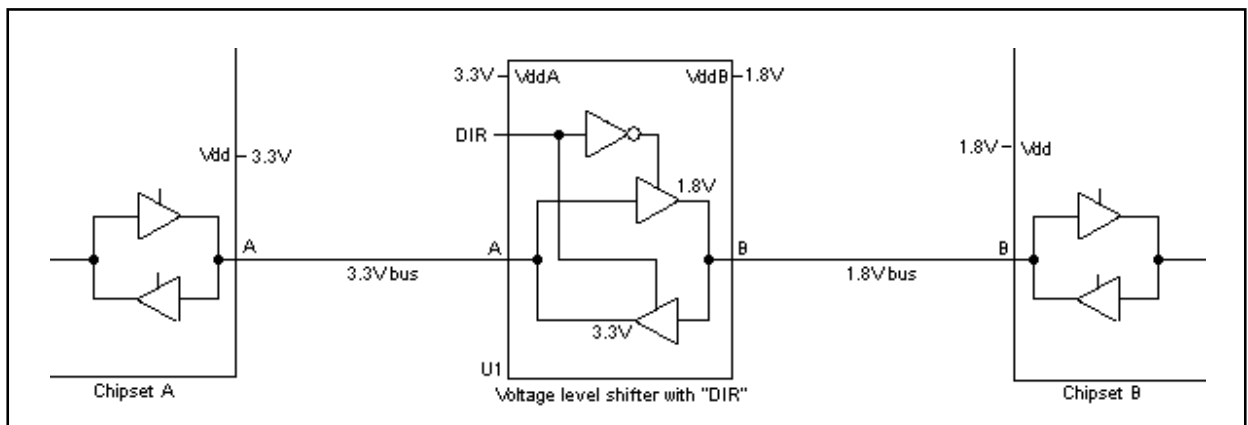 3.3V
VddA
VddB
1.8V
DIR
Vdd
3.3V
1.8V
Vdd
1.8V
A
A
B
B
3.3V bus
1.8V bus
3.3V
U1
Chipset A
Voltage level shifter with "DIR"
Chipset B